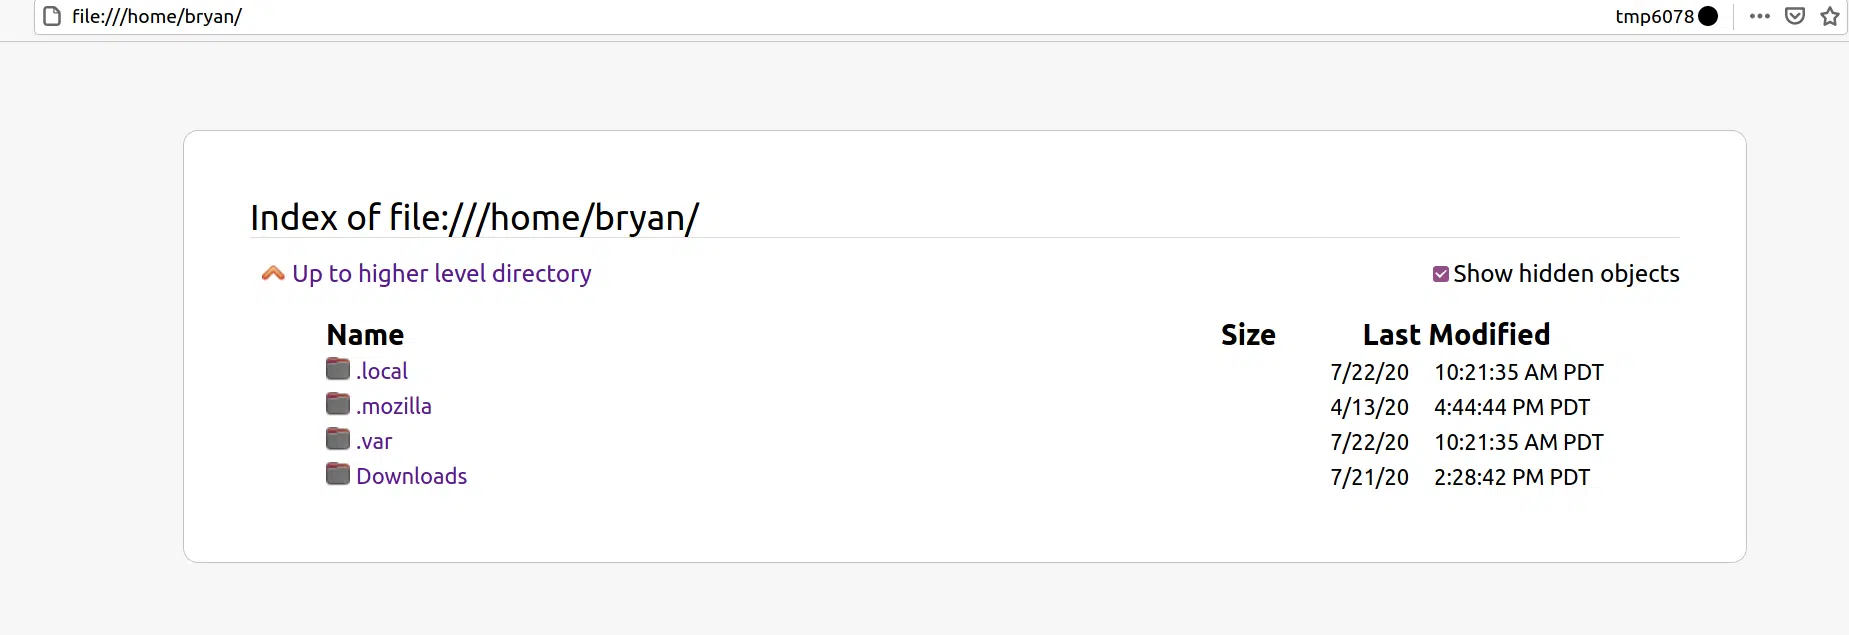 file:///home/bryan/ tmp6078
Index of file:///home/bryan/
Up to higher level directory Show hidden objects
Name Size Last Modified
.local 7/22/20 10:21:35 AM PDT
.mozilla 4/13/20 4:44:44 PM PDT
.var 7/22/20 10:21:35 AM PDT
Downloads 7/21/20 2:28:42 PM PDT